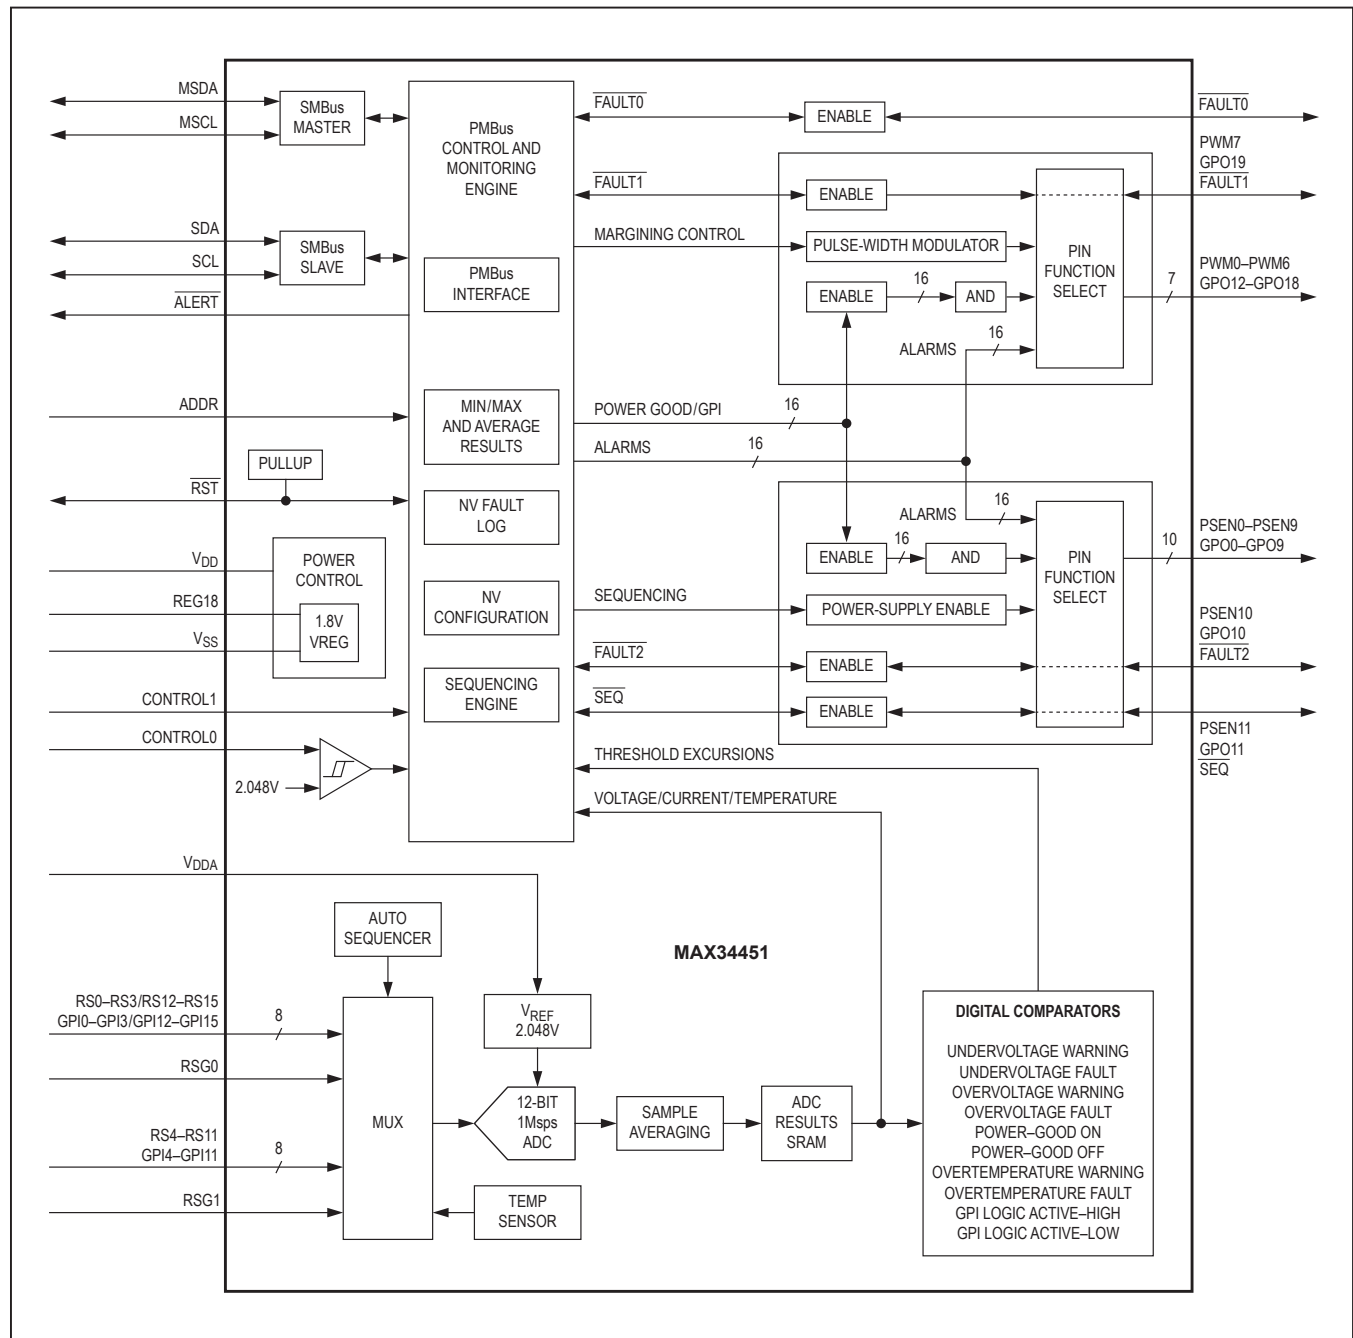 MSDA
MSCL
SMBus
MASTER
SDA
SCL
SMBus
SLAVE
ALERT
ADDR
PULLUP
RST
VDD
REG18
VSS
POWER
CONTROL
1.8V
VREG
CONTROL1
CONTROL0
2.048V
PMBus
CONTROL AND
MONITORING
ENGINE
PMBus
INTERFACE
MIN/MAX
AND AVERAGE
RESULTS
NV FAULT
LOG
NV
CONFIGURATION
SEQUENCING
ENGINE
FAULT0
ENABLE
FAULT0
FAULT1
ENABLE
MARGINING CONTROL
PULSE-WIDTH MODULATOR
ENABLE
16
AND
ALARMS
16
PIN
FUNCTION
SELECT
PWM7
GPO19
FAULT1
7
PWM0–PWM6
GPO12–GPO18
POWER GOOD/GPI
16
ALARMS
16
ALARMS
16
ENABLE
16
AND
SEQUENCING
POWER-SUPPLY ENABLE
FAULT2
ENABLE
SEQ
ENABLE
PIN
FUNCTION
SELECT
10
PSEN0–PSEN9
GPO0–GPO9
PSEN10
GPO10
FAULT2
PSEN11
GPO11
SEQ
THRESHOLD EXCURSIONS
VOLTAGE/CURRENT/TEMPERATURE
VDDA
AUTO
SEQUENCER
MAX34451
RS0–RS3/RS12–RS15
GPI0–GPI3/GPI12–GPI15
8
RSG0
RS4–RS11
GPI4–GPI11
8
RSG1
MUX
VREF
2.048V
12-BIT
1Msps
ADC
TEMP
SENSOR
SAMPLE
AVERAGING
ADC
RESULTS
SRAM
DIGITAL COMPARATORS
UNDERVOLTAGE WARNING
UNDERVOLTAGE FAULT
OVERVOLTAGE WARNING
OVERVOLTAGE FAULT
POWER–GOOD ON
POWER–GOOD OFF
OVERTEMPERATURE WARNING
OVERTEMPERATURE FAULT
GPI LOGIC ACTIVE–HIGH
GPI LOGIC ACTIVE–LOW